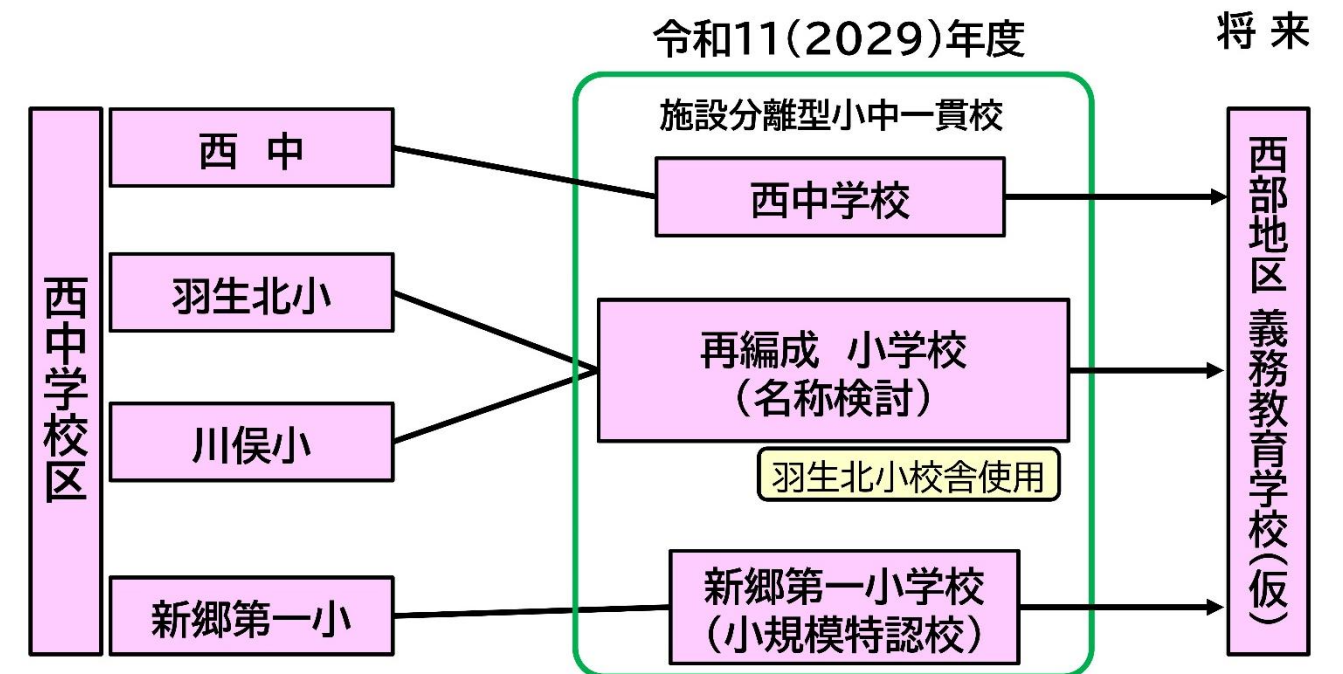 令和11(2029)年度
将 来
西中学校区
西 中
羽生北小
川俣小
新郷第一小
施設分離型小中一貫校
西中学校
再編成 小学校
(名称検討)
羽生北小校舎使用
新郷第一小学校
(小規模特認校)
西部地区 義務教育学校(仮)